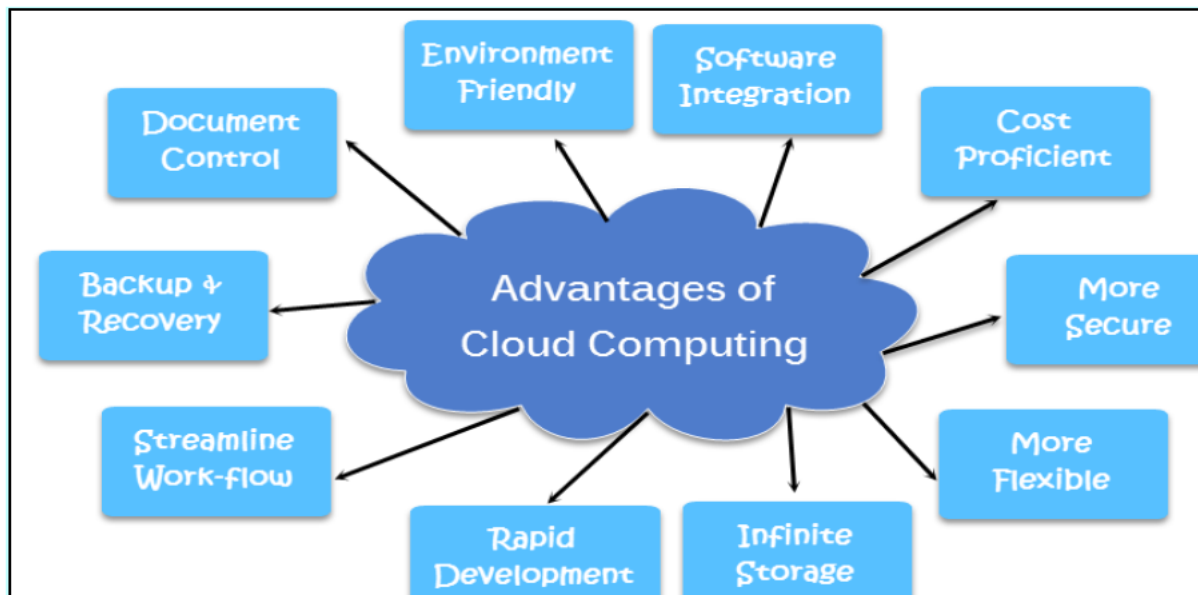 Environment
Friendly
Software
Integration
Document
Control
Cost
Proficient
Backup &
Recovery
Advantages of
Cloud Computing
More
Secure
Streamline
Work-flow
More
Flexible
Rapid
Development
Infinite
Storage